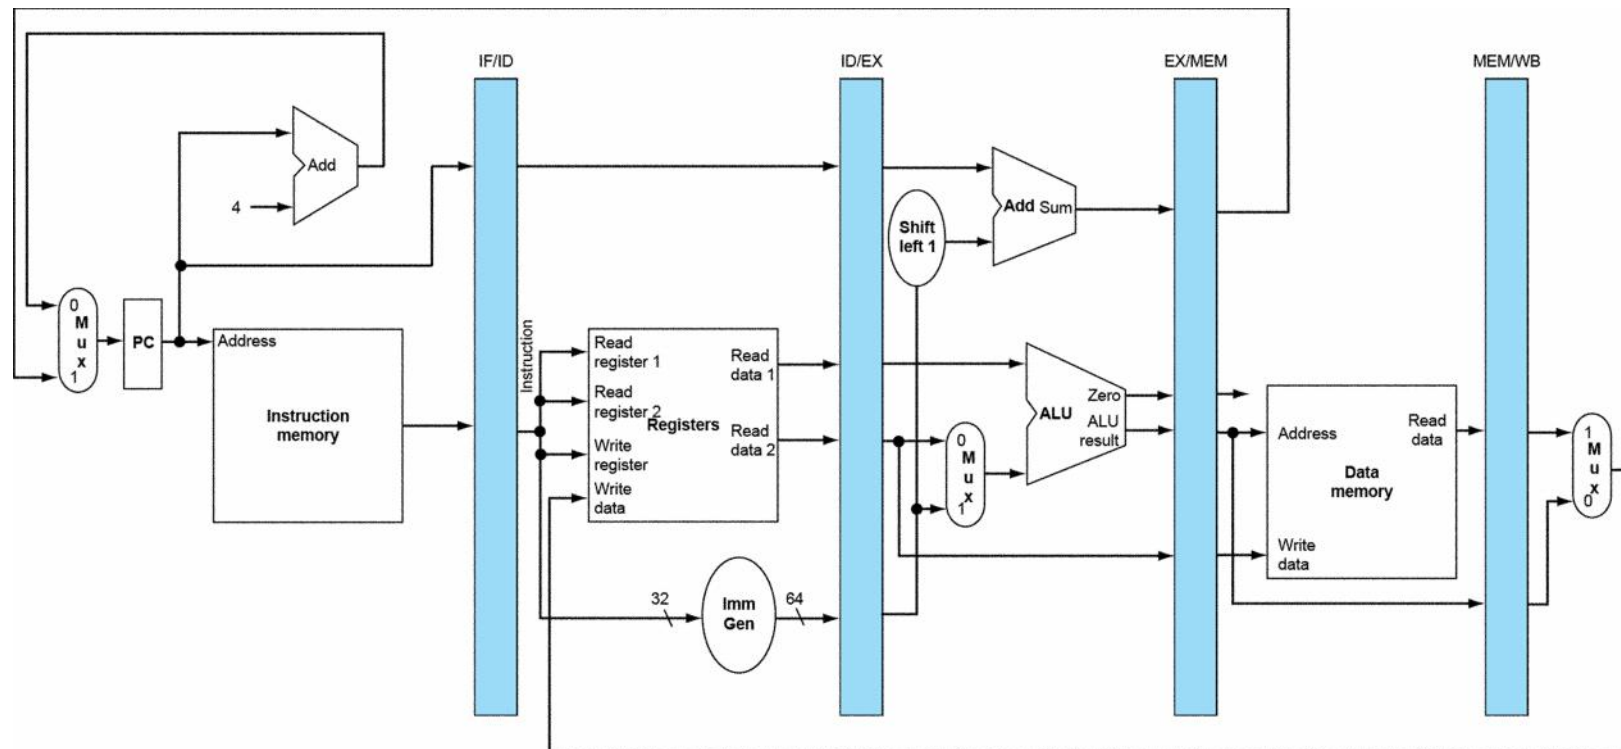 IF/ID
ID/EX
EX/MEM
MEM/WB
Add
4
0
M
u
x
1
PC
Address
Instruction
memory
Instruction
Read
register 1
Read
register 2
Write
register
Write
data
Registers
Read
data 1
Read
data 2
32
Imm
Gen
64
Shift
left 1
Add Sum
0
M
u
x
1
ALU
Zero
ALU
result
Address
Read
data
Data
memory
Write
data
1
M
u
x
0